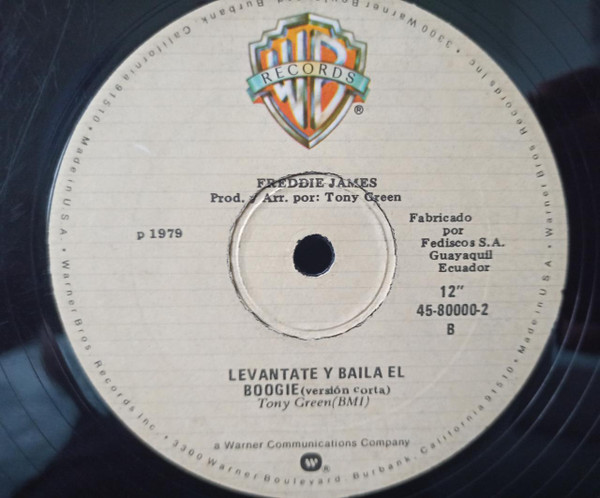 WB
RECORDS
®
FREDDIE JAMES
Prod. y Arr. por: Tony Green
p 1979
Fabricado
por
Fediscos S.A.
Guayaquil
Ecuador
12"
45-80000-2
B
LEVANTATE Y BAILA EL
BOOGIE (versión corta)
Tony Green (BMI)
a Warner Communications Company
®
Warner Bros Records Inc. • 3300 Warner Boulevard, Burbank, California 91510 • Made in U S A •